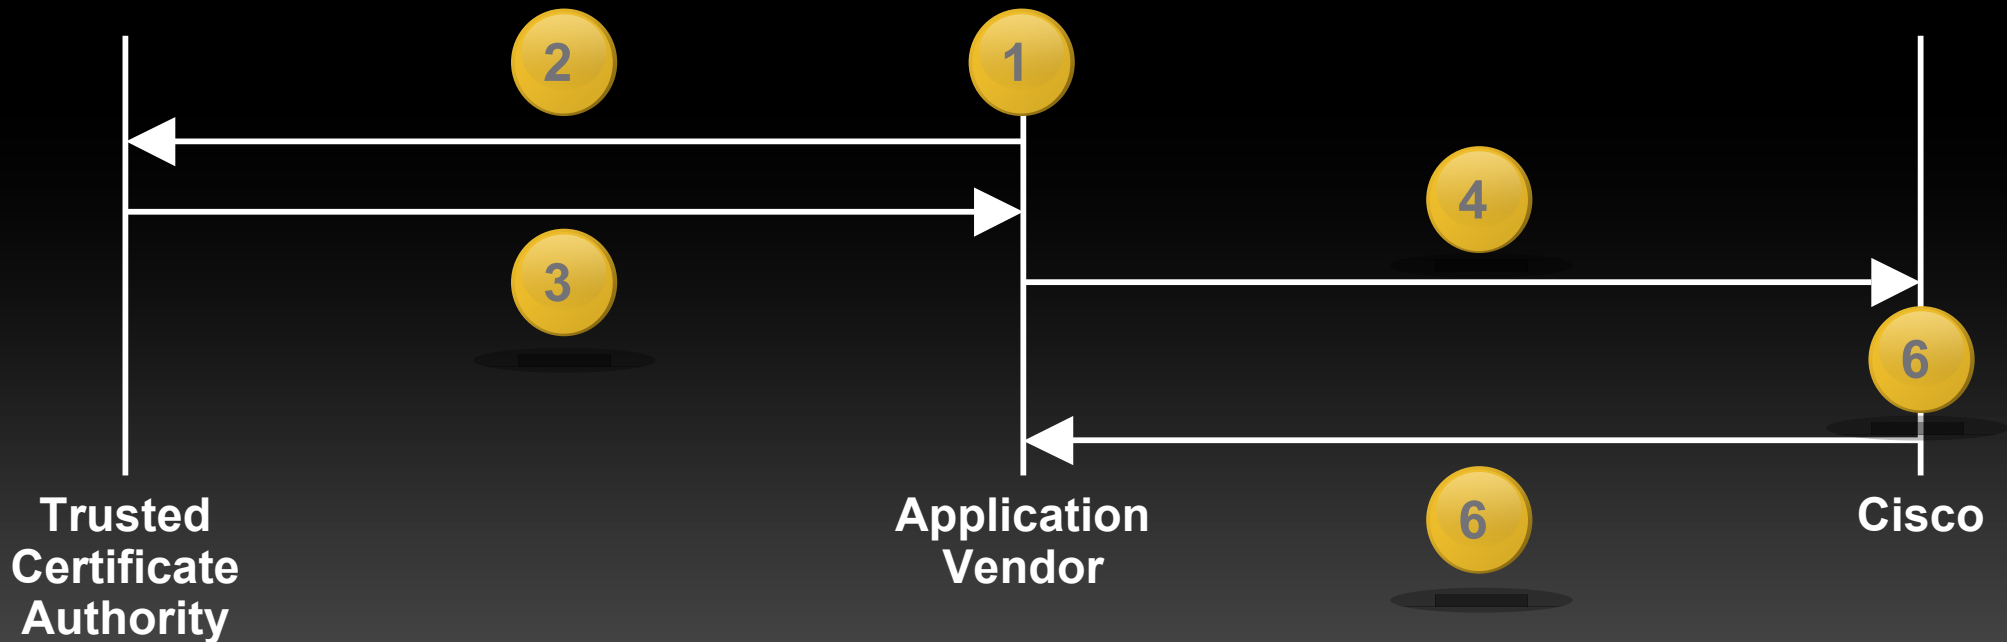 2
1
4
3
6
6
Trusted
Certificate
Authority
Application
Vendor
Cisco